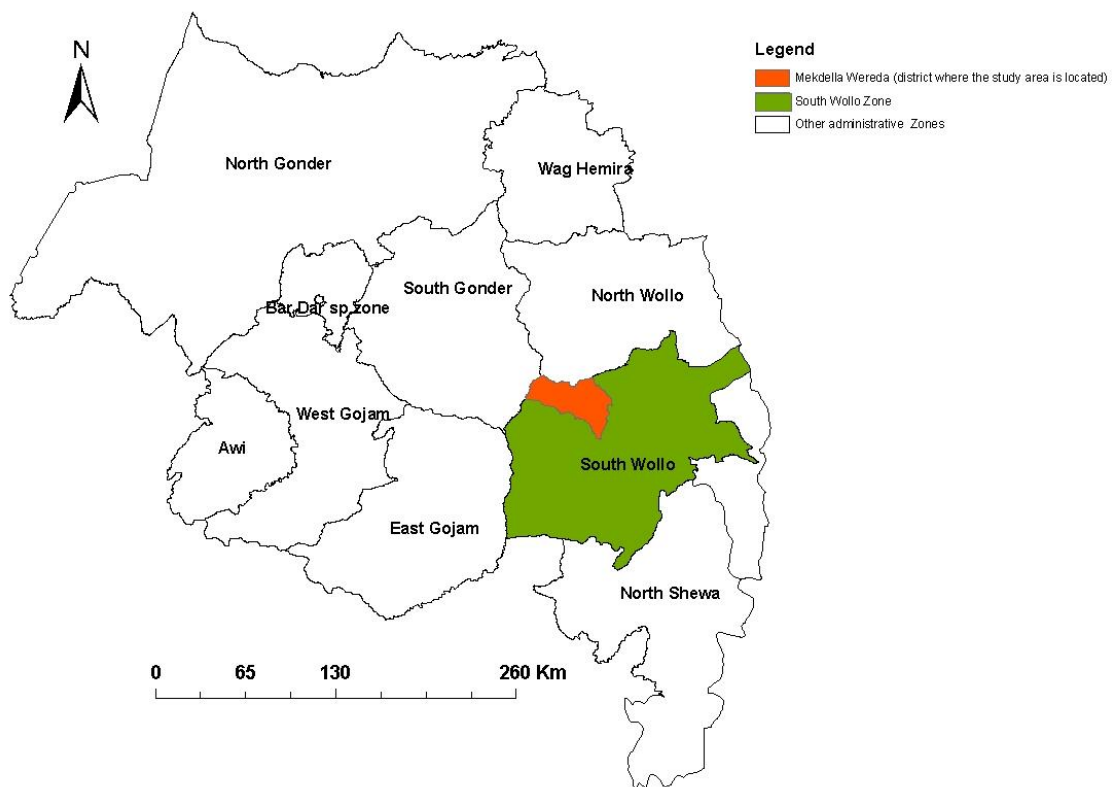 N
Legend
Mekdella Wereda (district where the study area is located)
South Wollo Zone
Other administrative Zones
North Gonder
Wag Hemira
South Gonder
North Wollo
Bar Dar sp zone
West Gojam
Awi
South Wollo
East Gojam
North Shewa
0 65 130 260 Km